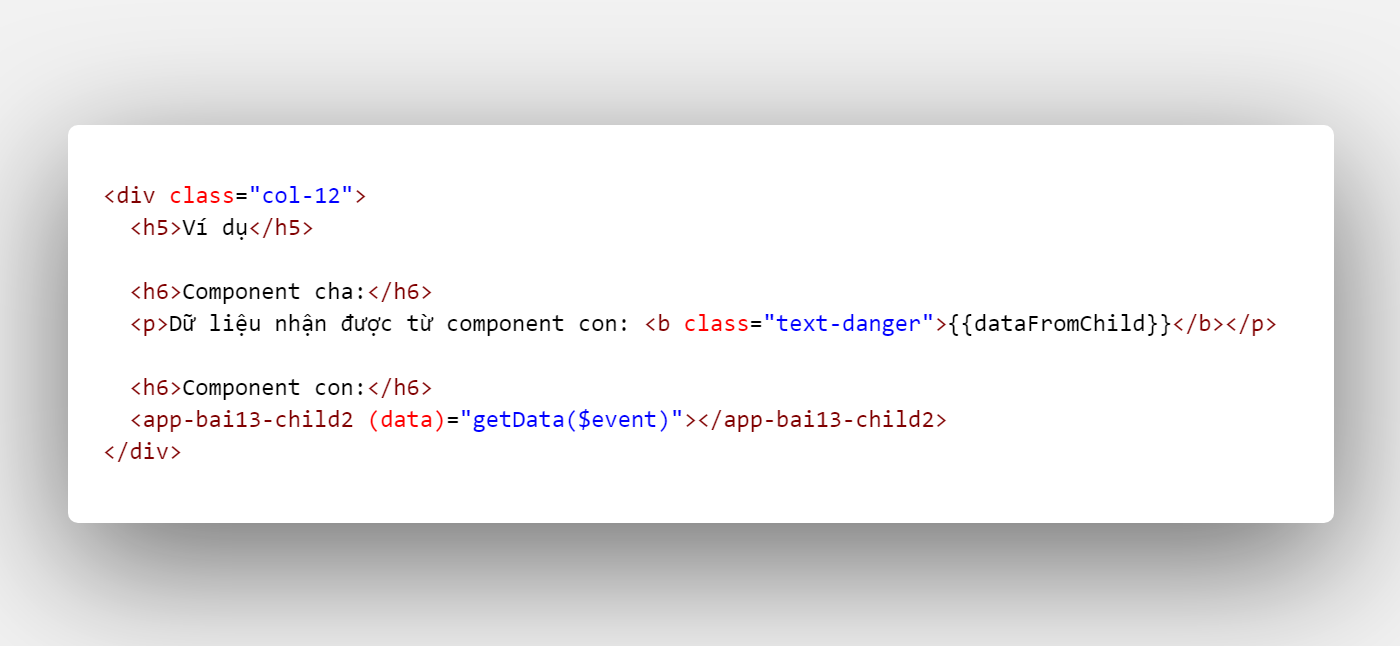 <div class="col-12">
<h5>Ví dụ</h5>
<h6>Component cha:</h6>
<p>Dữ liệu nhận được từ component con: <b class="text-danger">{{dataFromChild}}</b></p>
<h6>Component con:</h6>
<app-bai13-child2 (data)="getData($event)"></app-bai13-child2>
</div>